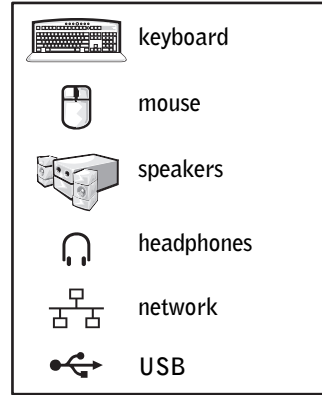 keyboard
mouse
speakers
headphones
network
USB